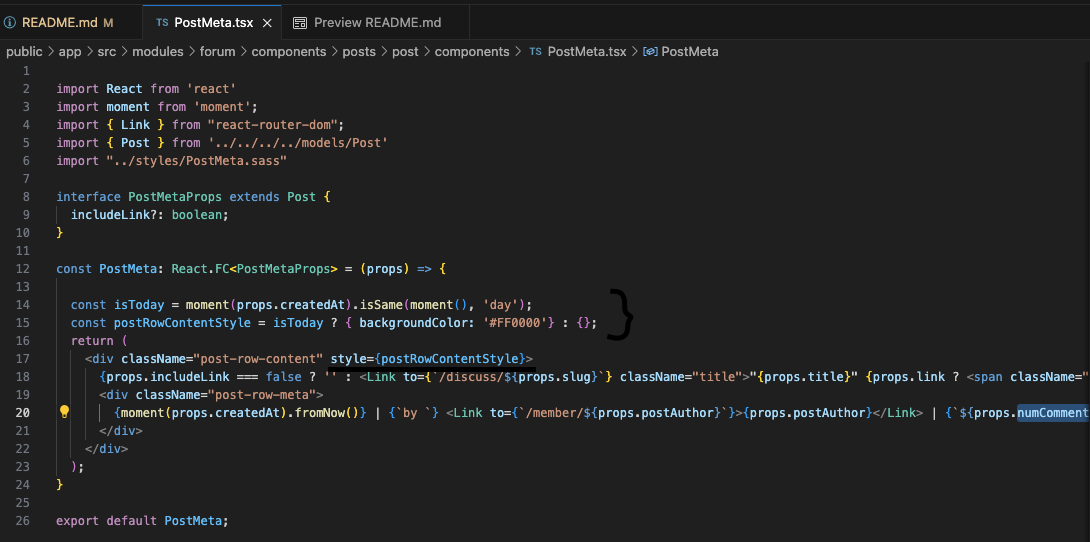 README.md M
TS PostMeta.tsx ×
Preview README.md
public > app > src > modules > forum > components > posts > post > components > TS PostMeta.tsx > PostMeta
1
2 import React from 'react'
3 import moment from 'moment';
4 import { Link } from "react-router-dom";
5 import { Post } from '../../../../models/Post'
6 import "../styles/PostMeta.sass"
7
8 interface PostMetaProps extends Post {
9   includeLink?: boolean;
10 }
11
12 const PostMeta: React.FC<PostMetaProps> = (props) => {
13
14   const isToday = moment(props.createdAt).isSame(moment(), 'day');
15   const postRowContentStyle = isToday ? { backgroundColor: '#FF0000'} : {};
16   return (
17     <div className="post-row-content" style={postRowContentStyle}>
18       {props.includeLink === false ? '' : <Link to={`/discuss/${props.slug}`} className="title">"{props.title}" {props.link ? <span className="
19       <div className="post-row-meta">
20         {moment(props.createdAt).fromNow()} | {`by `} <Link to={`/member/${props.postAuthor}`}>{props.postAuthor}</Link> | {`${props.numComment
21       </div>
22     </div>
23   );
24 }
25
26 export default PostMeta;